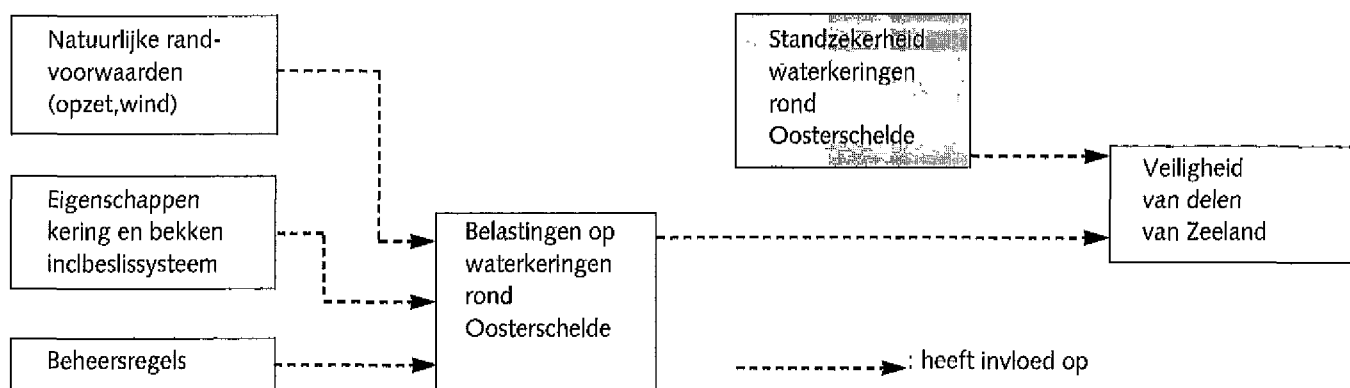 Natuurlijke rand-
voorwaarden
(opzet,wind)
Eigenschappen
kering en bekken
inclbeslissysteem
Beheersregels
Belastingen op
waterkeringen
rond
Oosterschelde
Standzekerheid
waterkeringen
rond
Oosterschelde
Veiligheid
van delen
van Zeeland
: heeft invloed op